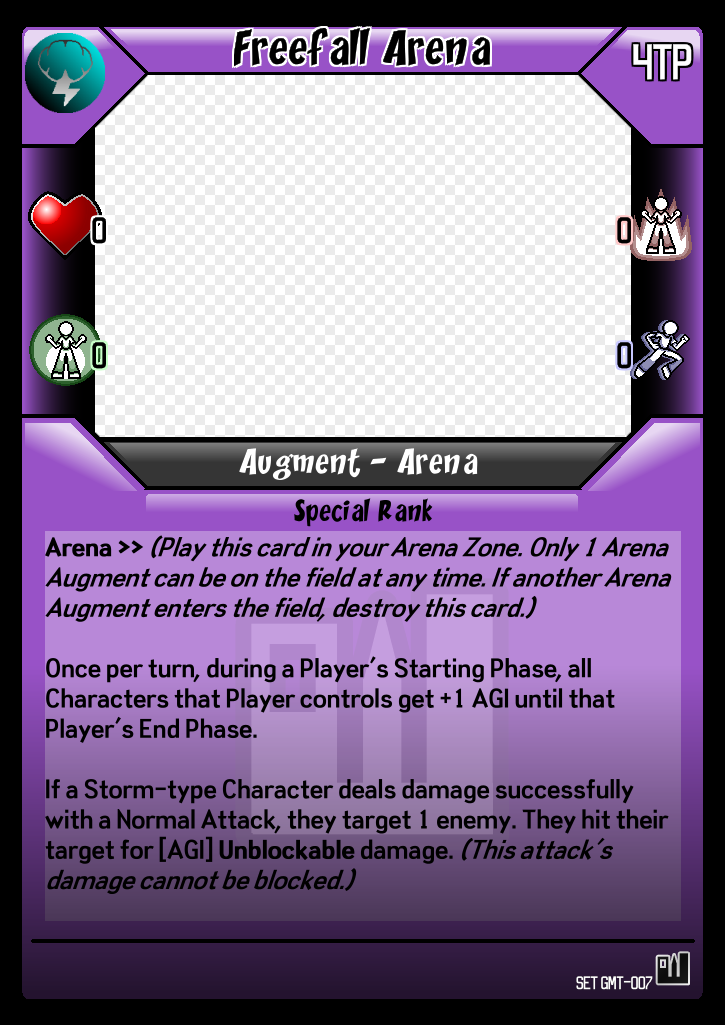 Freefall Arena
4TP
0
0
0
0
Augment - Arena
Special Rank
Arena >> (Play this card in your Arena Zone. Only 1 Arena
Augment can be on the field at any time. If another Arena
Augment enters the field, destroy this card.)
Once per turn, during a Player's Starting Phase, all
Characters that Player controls get +1 AGI until that
Player's End Phase.
If a Storm-type Character deals damage successfully
with a Normal Attack, they target 1 enemy. They hit their
target for [AGI] Unblockable damage. (This attack's
damage cannot be blocked.)
SET GMT-007